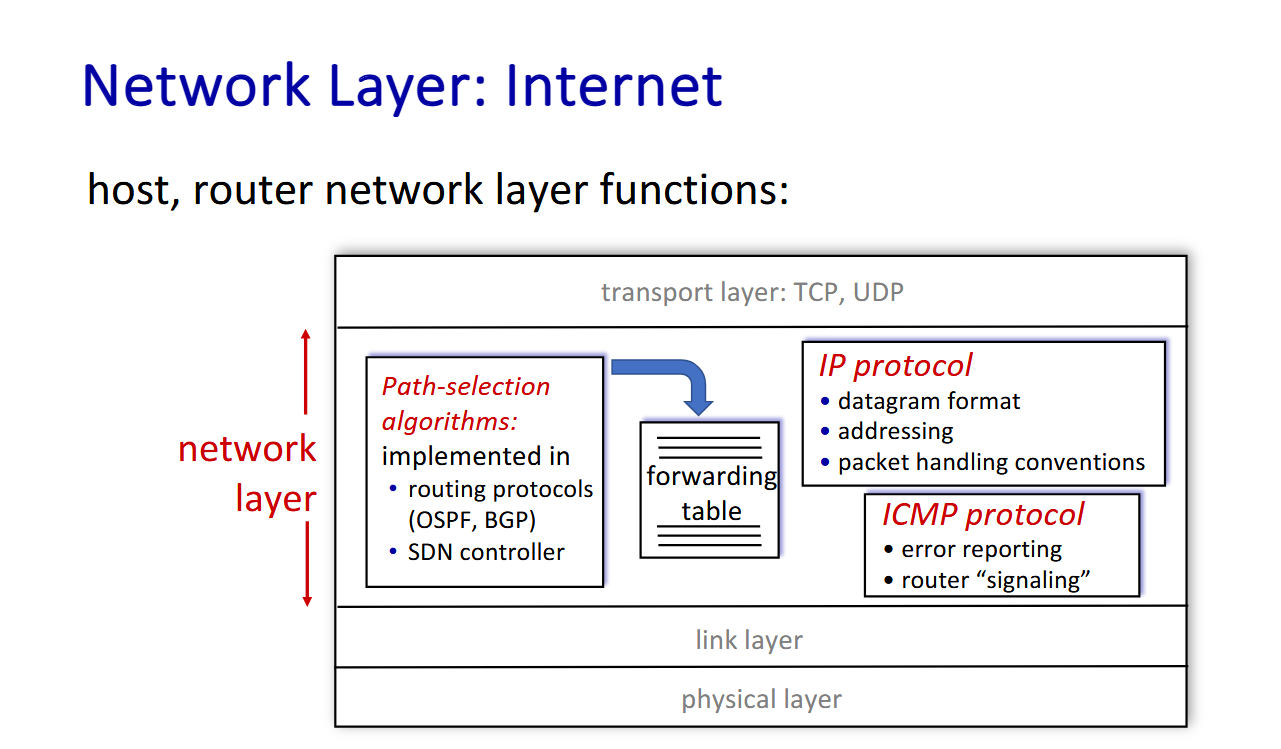 Network Layer: Internet
host, router network layer functions:
transport layer: TCP, UDP
network
layer
Path-selection
algorithms:
implemented in
• routing protocols
(OSPF, BGP)
• SDN controller
forwarding
table
IP protocol
• datagram format
• addressing
• packet handling conventions
ICMP protocol
• error reporting
• router “signaling”
link layer
physical layer